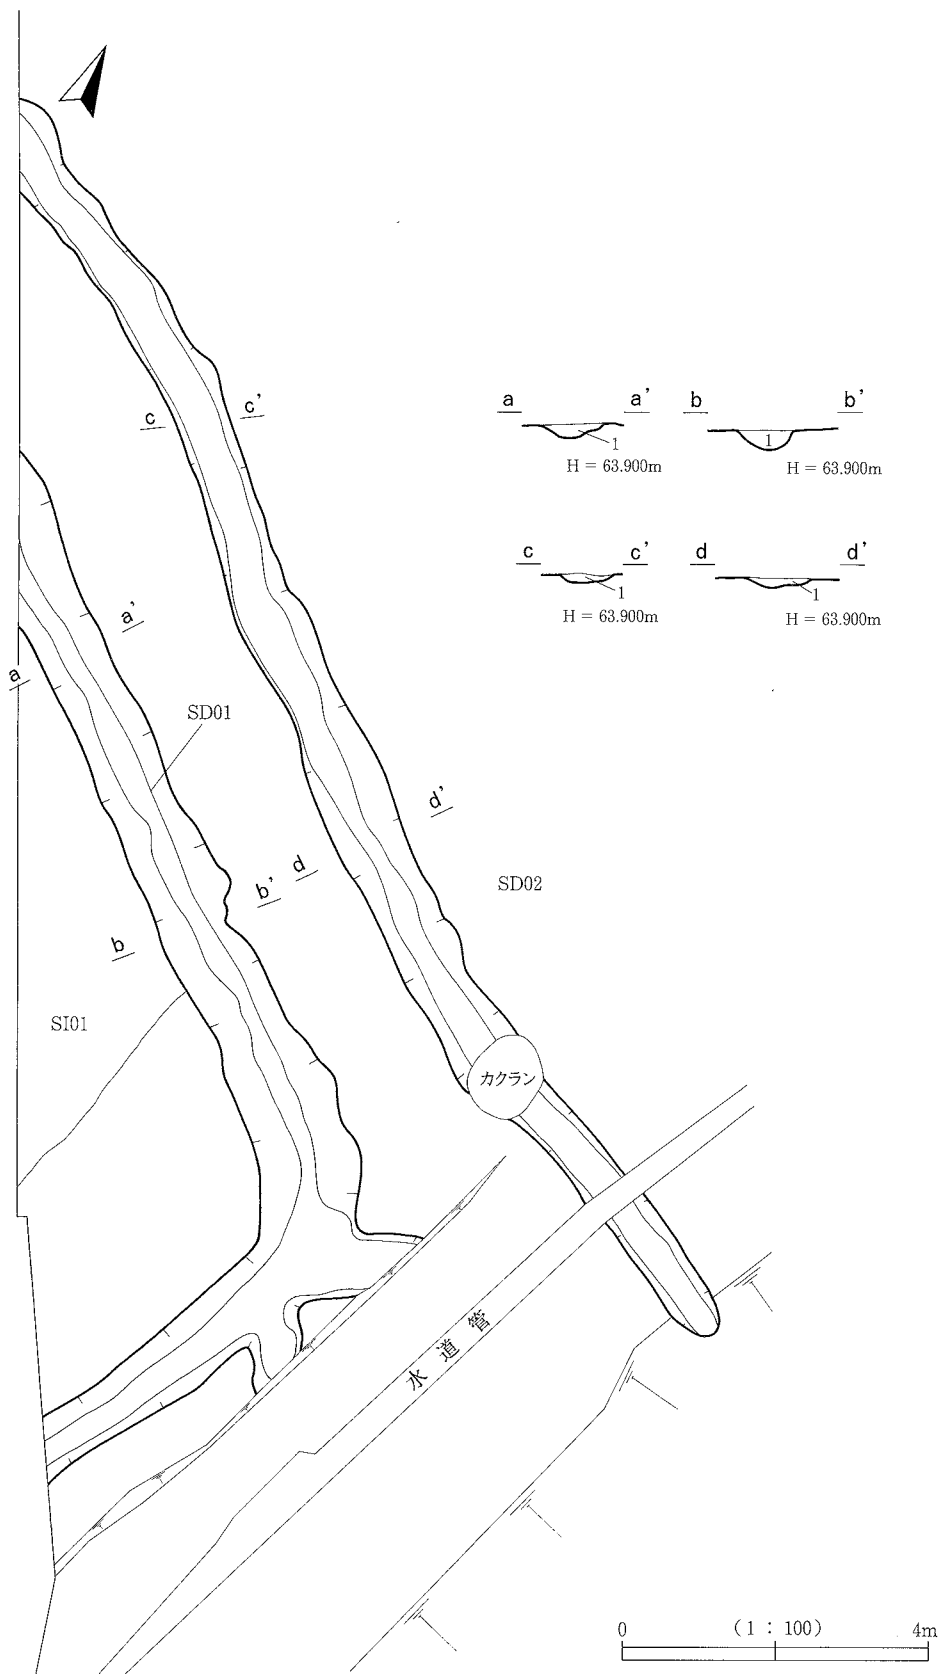 c
c'
a
a'
b
b'
1
1
H = 63.900m
H = 63.900m
c
c'
d
d'
1
1
H = 63.900m
H = 63.900m
a'
a
SD01
d'
d
b'
SD02
b
SI01
カクラン
水道管
0
(1 : 100)
4m